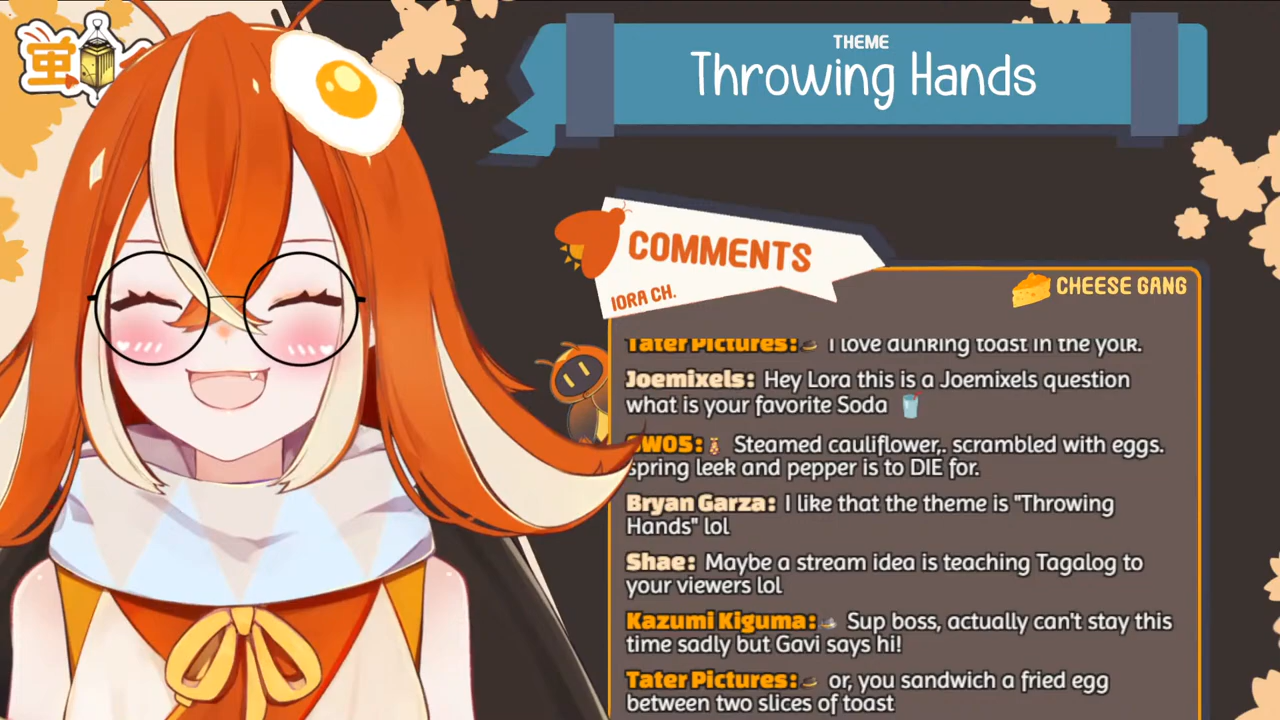 蛍
THEME
Throwing Hands
COMMENTS
IORA CH.
CHEESE GANG
Tater Pictures: I love dunking toast in the yolk.
Joemixels: Hey Lora this is a Joemixels question
what is your favorite Soda
SW05: Steamed cauliflower,. scrambled with eggs.
spring leek and pepper is to DIE for.
Bryan Garza: I like that the theme is "Throwing
Hands" lol
Shae: Maybe a stream idea is teaching Tagalog to
your viewers lol
Kazumi Kiguma: Sup boss, actually can't stay this
time sadly but Gavi says hi!
Tater Pictures: or, you sandwich a fried egg
between two slices of toast